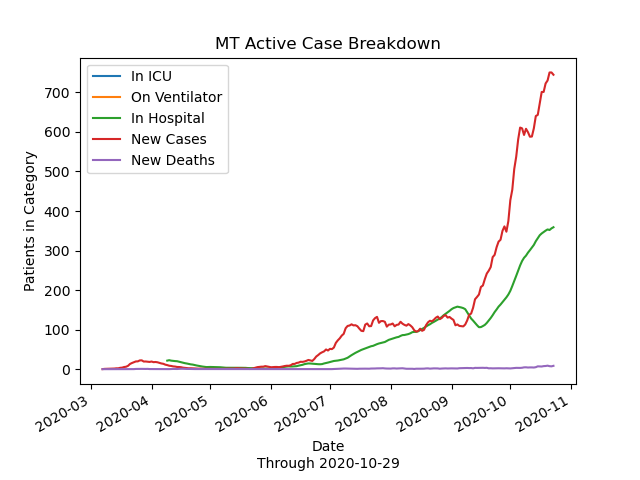 MT Active Case Breakdown
In ICU
On Ventilator
In Hospital
New Cases
New Deaths
Patients in Category
700
600
500
400
300
200
100
0
2020-03
2020-04
2020-05
2020-06
2020-07
2020-08
2020-09
2020-10
2020-11
Date
Through 2020-10-29